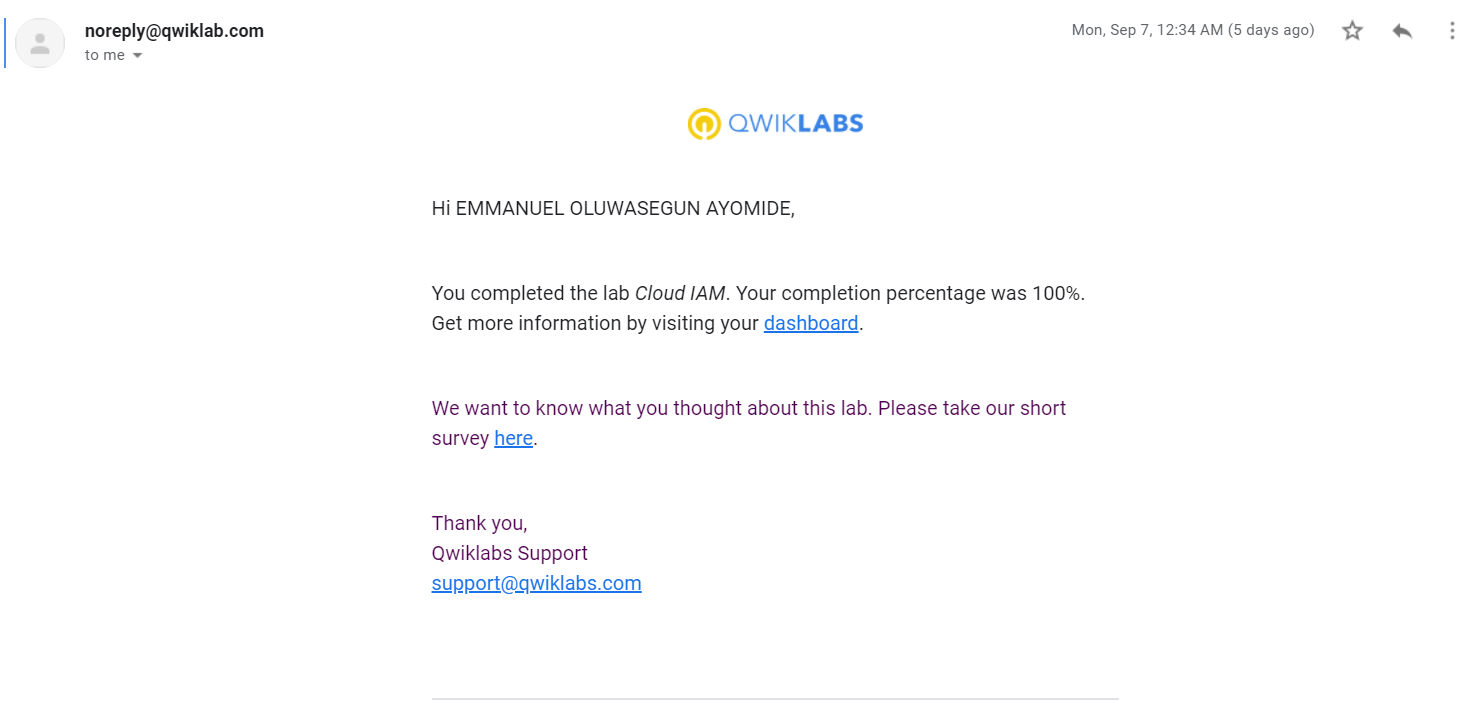 noreply@qwiklab.com
Mon, Sep 7, 12:34 AM (5 days ago)
to me
QWIKLABS
Hi EMMANUEL OLUWASEGUN AYOMIDE,
You completed the lab Cloud IAM. Your completion percentage was 100%.
Get more information by visiting your dashboard.
We want to know what you thought about this lab. Please take our short
survey here.
Thank you,
Qwiklabs Support
support@qwiklabs.com